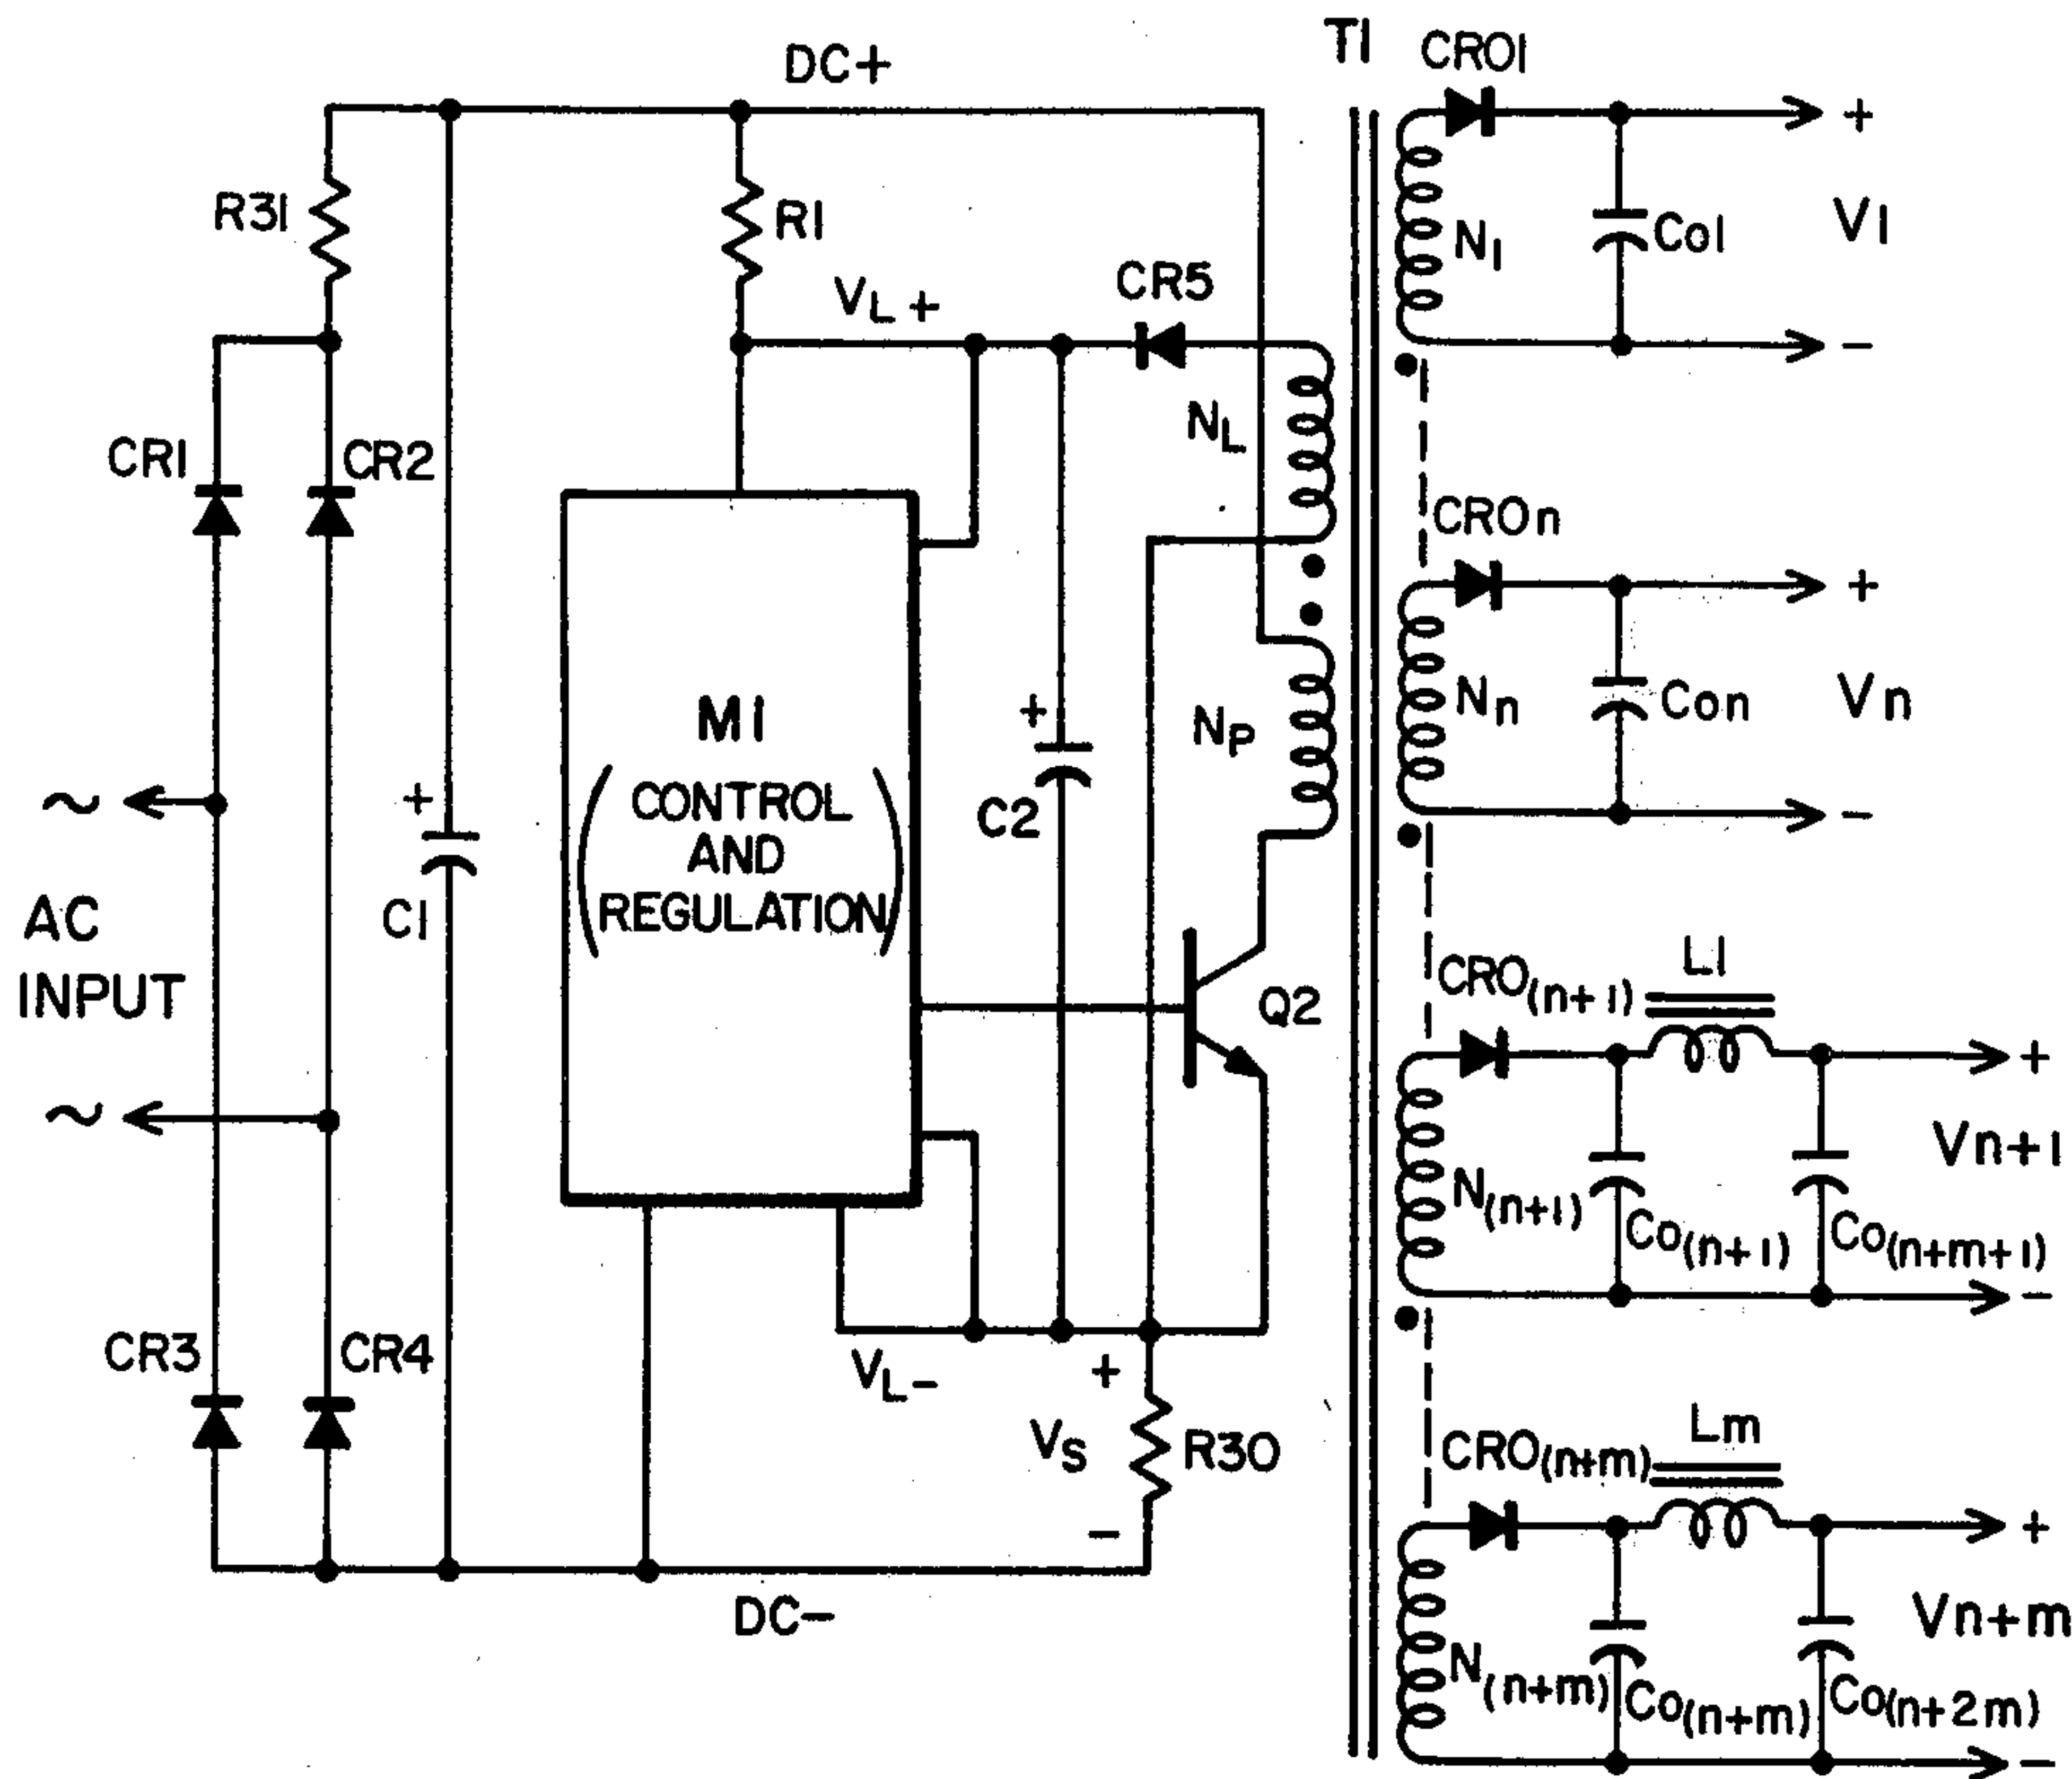 DC+
T1
CRO1
+
R31
R1
N1
Co1
V1
VL+
CR5
-
CR1
CR2
NL
CROn
+
Nn
Con
Vn
M1
(CONTROL
AND
REGULATION)
+
C2
NP
-
~
+
C1
AC
INPUT
~
Q2
CRO(n+1)
L1
+
Vn+1
N(n+1)
Co(n+1)
Co(n+m+1)
-
CR3
CR4
VL-
+
VS
R30
-
CRO(n+m)
Lm
+
Vn+m
N(n+m)
Co(n+m)
Co(n+2m)
-
DC-